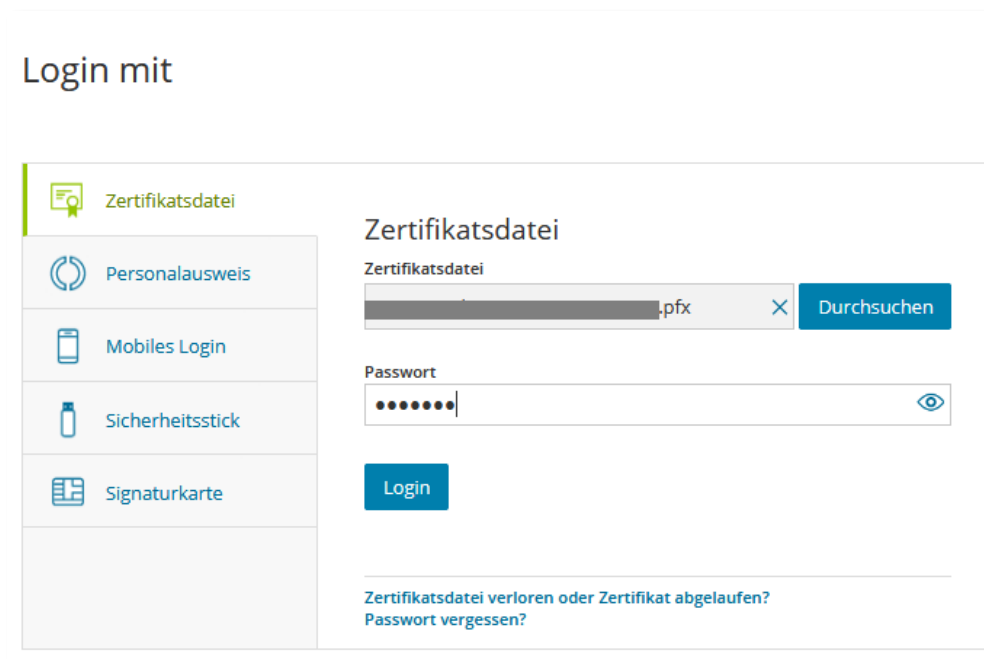 Login mit
Zertifikatsdatei
Personalausweis
Mobiles Login
Sicherheitsstick
Signaturkarte
Zertifikatsdatei
Zertifikatsdatei
.pfx
Durchsuchen
Passwort
Login
Zertifikatsdatei verloren oder Zertifikat abgelaufen?
Passwort vergessen?